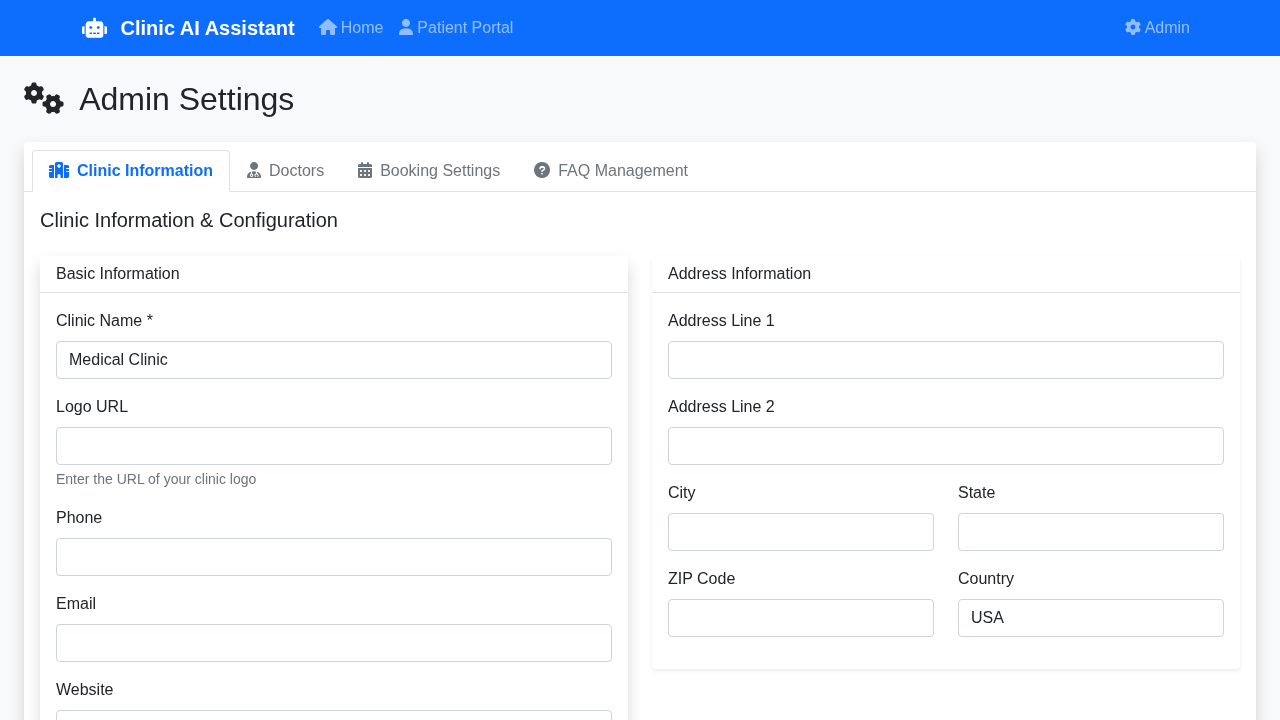 Clinic AI Assistant
Home
Patient Portal
Admin
Admin Settings
Clinic Information
Doctors
Booking Settings
FAQ Management
Clinic Information & Configuration
Basic Information
Clinic Name *
Medical Clinic
Logo URL
Enter the URL of your clinic logo
Phone
Email
Website
Address Information
Address Line 1
Address Line 2
City
State
ZIP Code
Country
USA